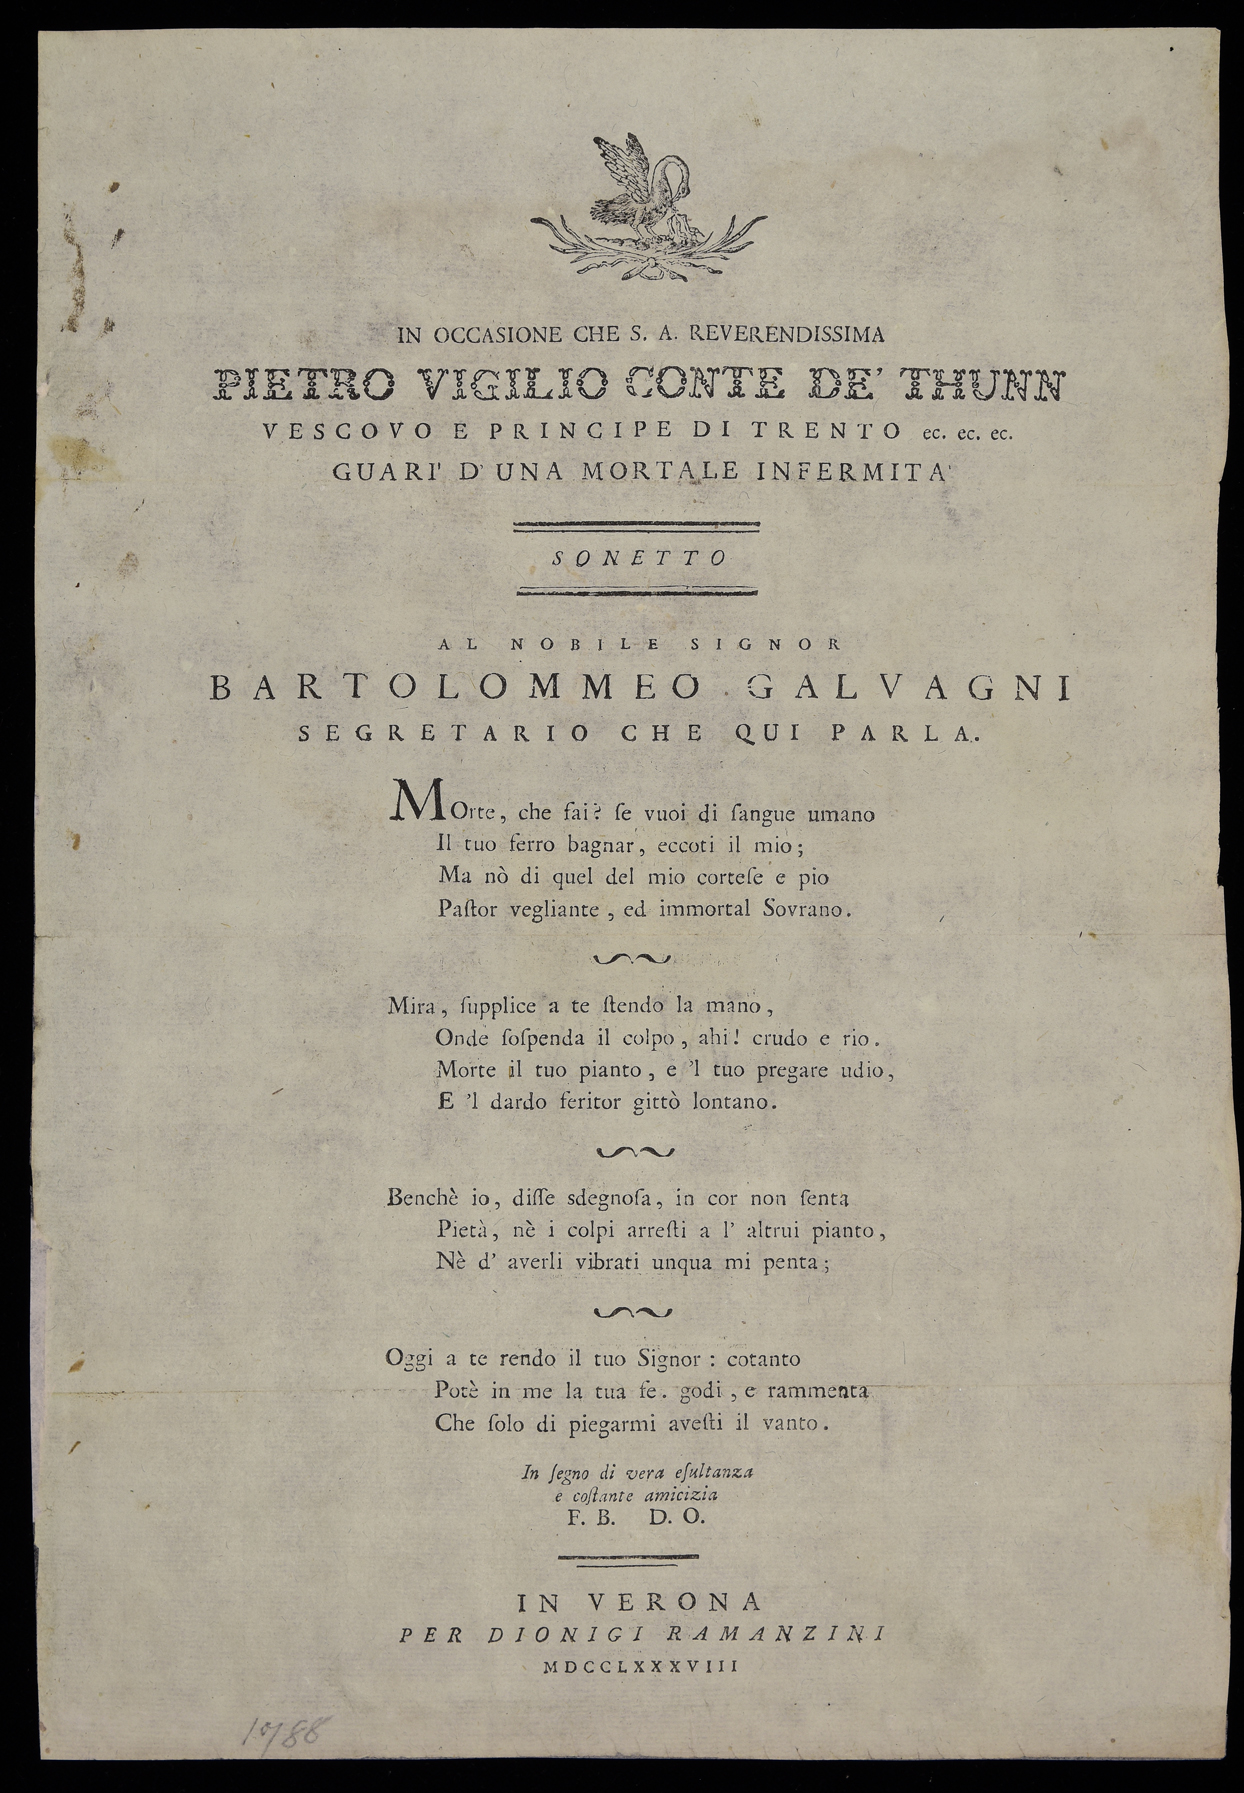 IN OCCASIONE CHE S. A. REVERENDISSIMA
PIETRO VIGILIO CONTE DE' THUNN
VESCOVO E PRINCIPE DI TRENTO ec. ec. ec.
GUARI' D'UNA MORTALE INFERMITA'
SONETTO
AL NOBILE SIGNOR
BARTOLOMMEO GALVAGNI
SEGRETARIO CHE QUI PARLA.
MOrte, che fai? ſe vuoi di ſangue umano
Il tuo ferro bagnar, eccoti il mio;
Ma nò di quel del mio corteſe e pio
Paſtor vegliante, ed immortal Sovrano.
Mira, ſupplice a te ſtendo la mano,
Onde ſoſpenda il colpo, ahi! crudo e rio.
Morte il tuo pianto, e 'l tuo pregare udio,
E 'l dardo feritor gittò lontano.
Benchè io, diſſe sdegnoſa, in cor non ſenta
Pietà, nè i colpi arreſti a l' altrui pianto,
Nè d' averli vibrati unqua mi penta;
Oggi a te rendo il tuo Signor: cotanto
Potè in me la tua fe. godi, e rammenta
Che ſolo di piegarmi aveſti il vanto.
In ſegno di vera eſultanza
e coſtante amicizia
F. B. D. O.
IN VERONA
PER DIONIGI RAMANZINI
MDCCLXXXVIII